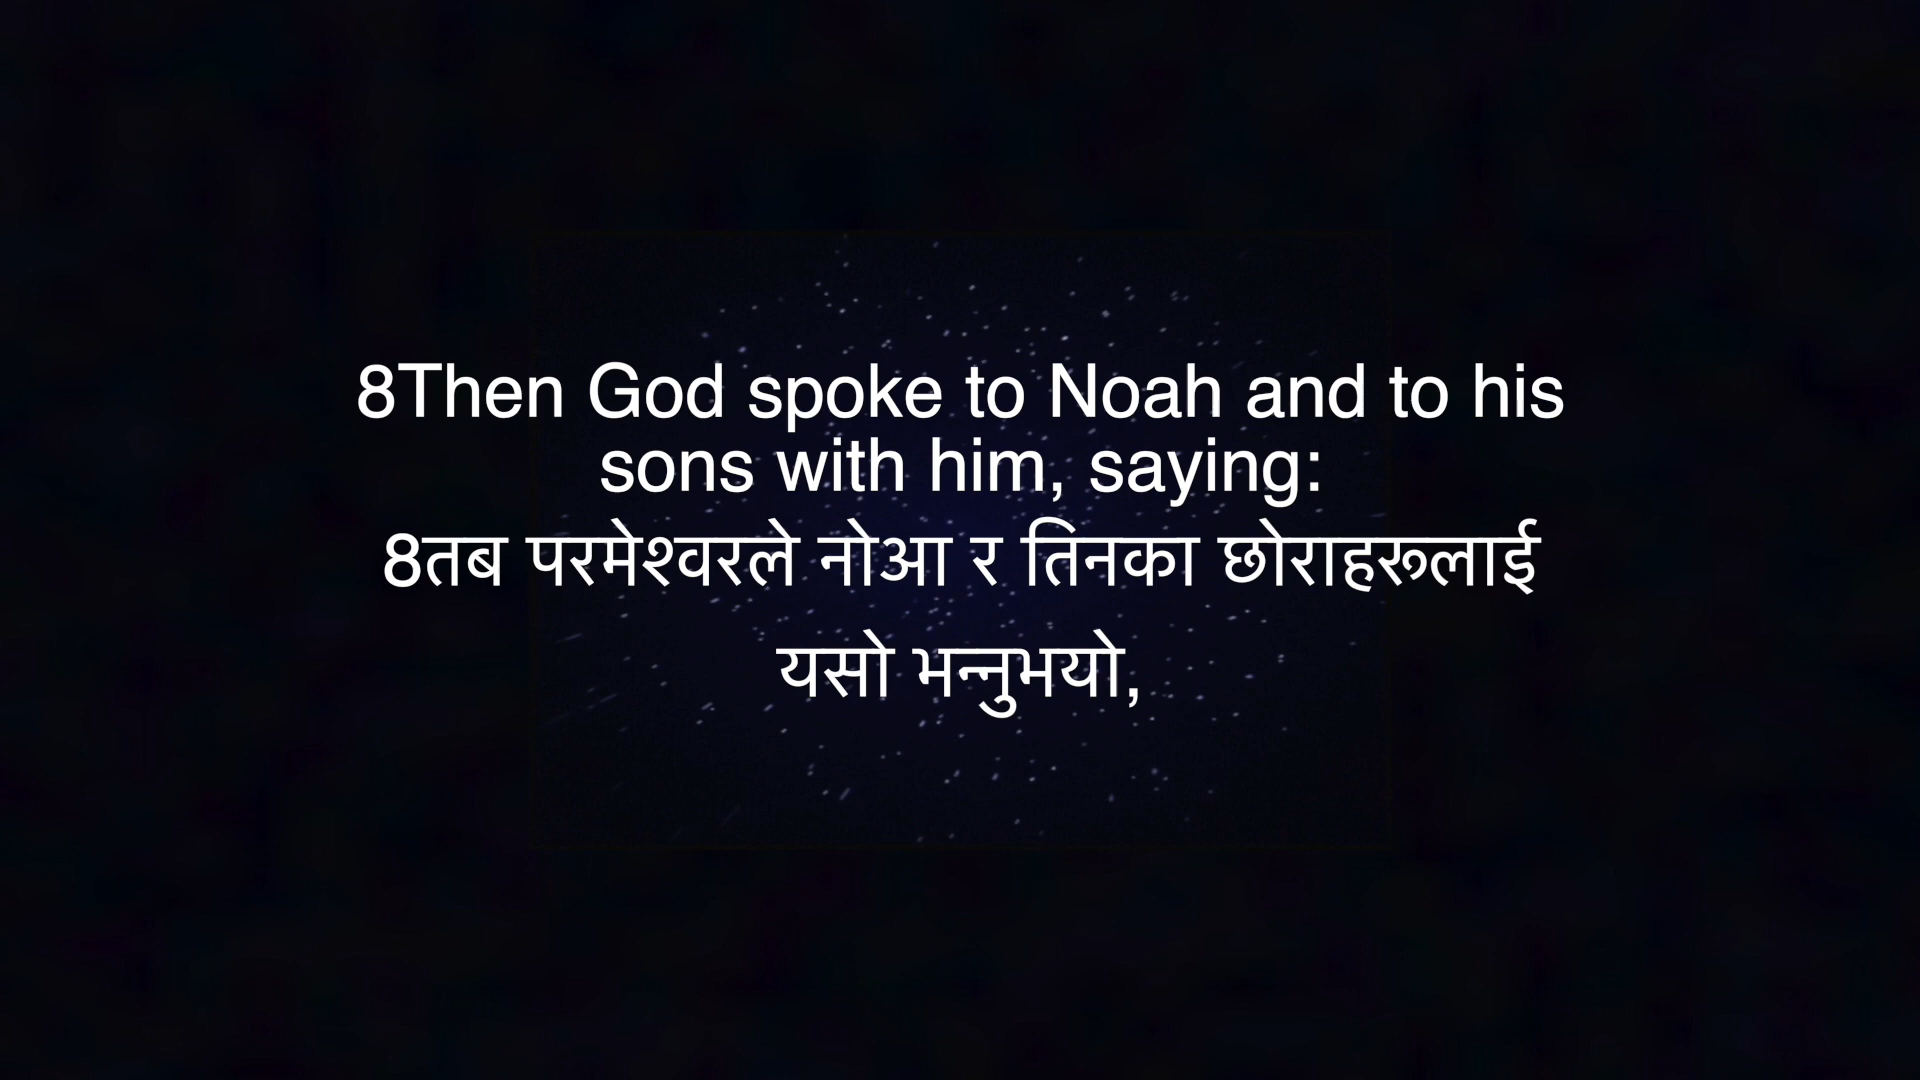 8Then God spoke to Noah and to his
sons with him, saying:
8तब परमेश्वरले नोआ र तिनका छोराहरूलाई
यसो भन्नुभयो,